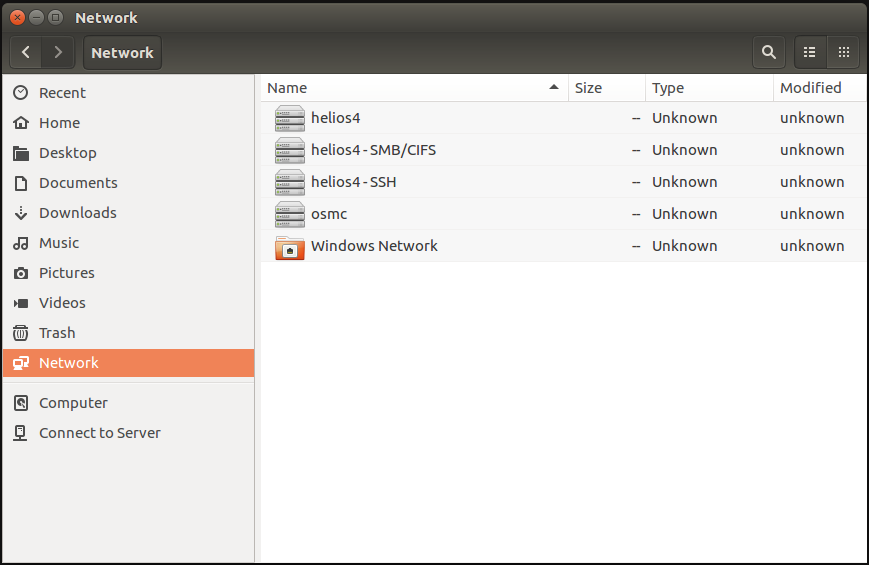 Network
Network
Recent
Home
Desktop
Documents
Downloads
Music
Pictures
Videos
Trash
Network
Computer
Connect to Server
Name Size Type Modified
helios4 -- Unknown unknown
helios4 - SMB/CIFS -- Unknown unknown
helios4 - SSH -- Unknown unknown
osmc -- Unknown unknown
Windows Network -- Unknown unknown